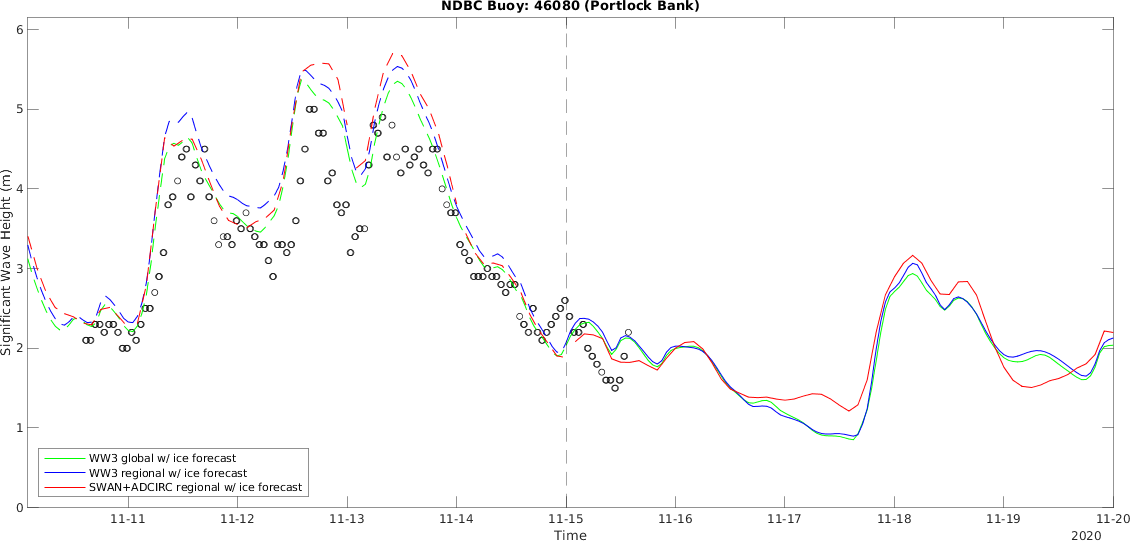 NDBC Buoy: 46080 (Portlock Bank)
6
5
4
3
2
1
0
Significant Wave Height (m)
WW3 global w/ ice forecast
WW3 regional w/ ice forecast
SWAN+ADCIRC regional w/ ice forecast
11-11 11-12 11-13 11-14 11-15 11-16 11-17 11-18 11-19 11-20
Time
2020